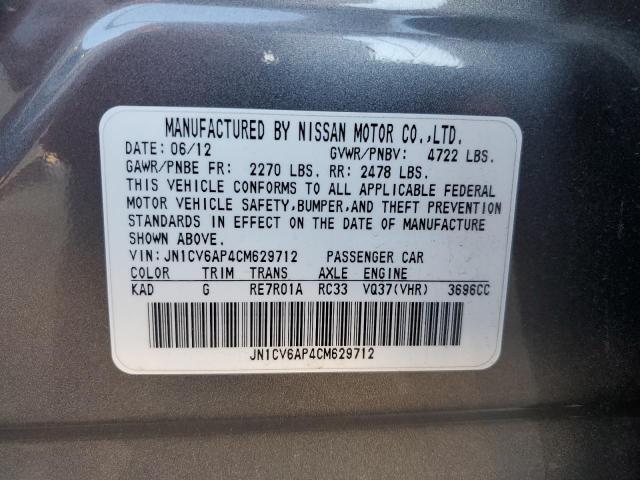 MANUFACTURED BY NISSAN MOTOR CO.,LTD.
DATE: 06/12 GVWR/PNBV: 4722 LBS.
GAWR/PNBE FR: 2270 LBS. RR: 2478 LBS.
THIS VEHICLE CONFORMS TO ALL APPLICABLE FEDERAL
MOTOR VEHICLE SAFETY,BUMPER,AND THEFT PREVENTION
STANDARDS IN EFFECT ON THE DATE OF MANUFACTURE
SHOWN ABOVE.
VIN: JN1CV6AP4CM629712 PASSENGER CAR
COLOR TRIM TRANS AXLE ENGINE
KAD G RE7R01A RC33 VQ37(VHR) 3696CC
JN1CV6AP4CM629712